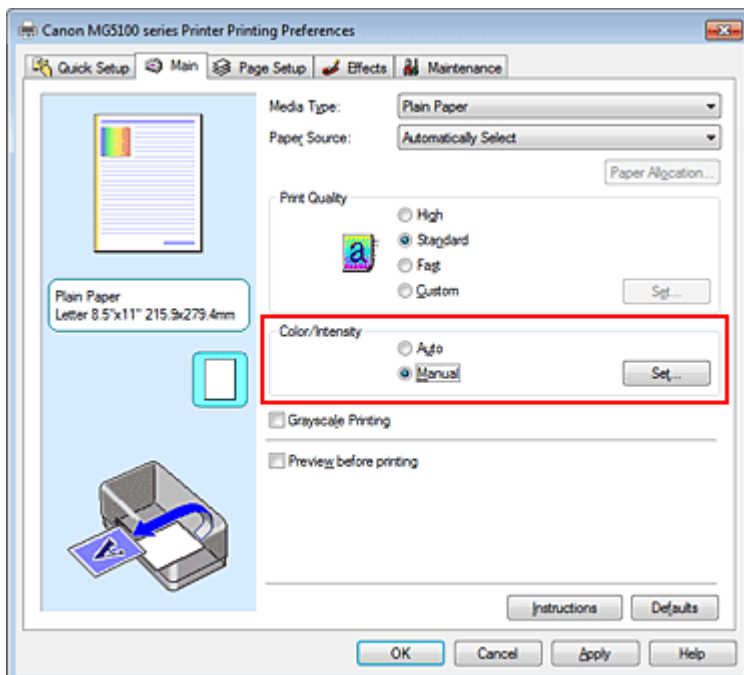 Canon MG5100 series Printer Printing Preferences
Quick Setup Main Page Setup Effects Maintenance
Media Type: Plain Paper
Paper Source: Automatically Select
Paper Allocation...
Print Quality
High
Standard
Fast
Custom Set...
Plain Paper
Letter 8.5"x11" 215.9x279.4mm
Color/Intensity
Auto
Manual Set...
Grayscale Printing
Preview before printing
Instructions Defaults
OK Cancel Apply Help